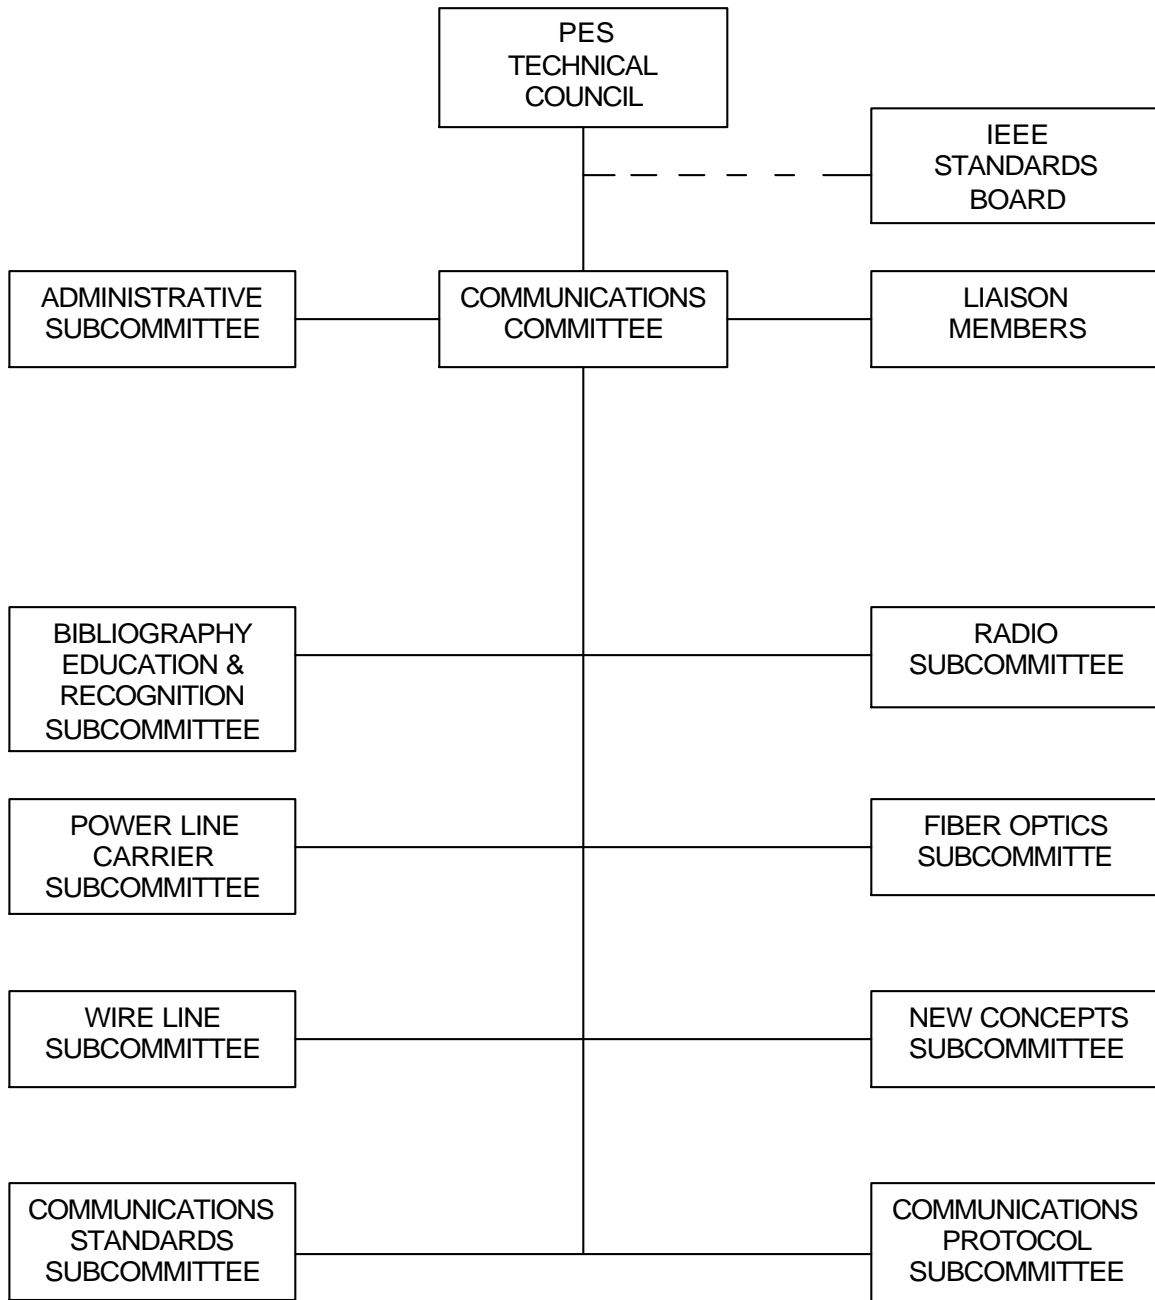 PES
TECHNICAL
COUNCIL
IEEE
STANDARDS
BOARD
ADMINISTRATIVE
SUBCOMMITTEE
COMMUNICATIONS
COMMITTEE
LIAISON
MEMBERS
BIBLIOGRAPHY
EDUCATION &
RECOGNITION
SUBCOMMITTEE
RADIO
SUBCOMMITTEE
POWER LINE
CARRIER
SUBCOMMITTEE
FIBER OPTICS
SUBCOMMITTE
WIRE LINE
SUBCOMMITTEE
NEW CONCEPTS
SUBCOMMITTEE
COMMUNICATIONS
STANDARDS
SUBCOMMITTEE
COMMUNICATIONS
PROTOCOL
SUBCOMMITTEE